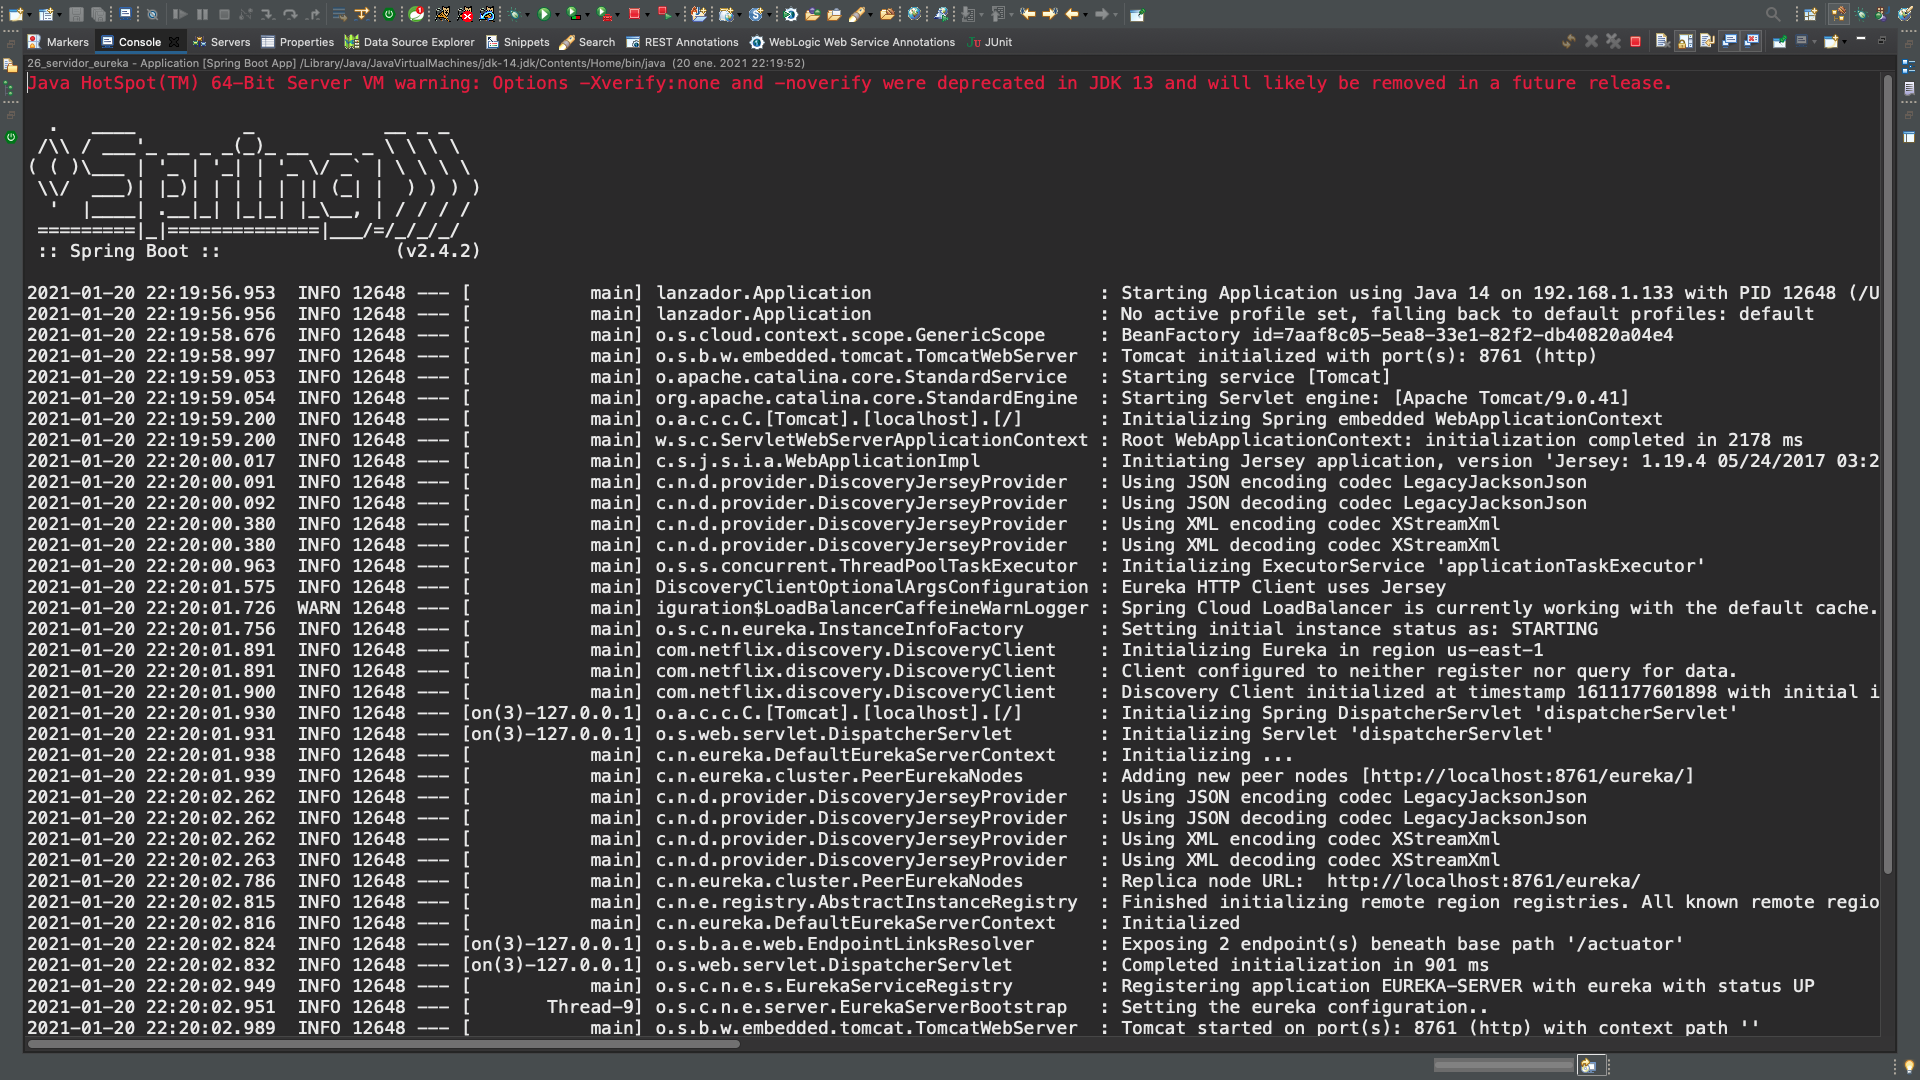 Markers Console Servers Properties Data Source Explorer Snippets Search REST Annotations WebLogic Web Service Annotations JUnit
26_servidor_eureka - Application [Spring Boot App] /Library/Java/JavaVirtualMachines/jdk-14.jdk/Contents/Home/bin/java (20 ene. 2021 22:19:52)
Java HotSpot(TM) 64-Bit Server VM warning: Options -Xverify:none and -noverify were deprecated in JDK 13 and will likely be removed in a future release.
  .   ____          _            __ _ _
 /\\ / ___'_ __ _ _(_)_ __  __ _ \ \ \ \
( ( )\___ | '_ | '_| | '_ \/ _` | \ \ \ \
 \\/  ___)| |_)| | | | | || (_| |  ) ) ) )
  '  |____| .__|_| |_|_| |_\__, | / / / /
 =========|_|==============|___/=/_/_/_/
 :: Spring Boot ::                (v2.4.2)
2021-01-20 22:19:56.953  INFO 12648 --- [           main] lanzador.Application                     : Starting Application using Java 14 on 192.168.1.133 with PID 12648 (/U
2021-01-20 22:19:56.956  INFO 12648 --- [           main] lanzador.Application                     : No active profile set, falling back to default profiles: default
2021-01-20 22:19:58.676  INFO 12648 --- [           main] o.s.cloud.context.scope.GenericScope     : BeanFactory id=7aaf8c05-5ea8-33e1-82f2-db40820a04e4
2021-01-20 22:19:58.997  INFO 12648 --- [           main] o.s.b.w.embedded.tomcat.TomcatWebServer  : Tomcat initialized with port(s): 8761 (http)
2021-01-20 22:19:59.053  INFO 12648 --- [           main] o.apache.catalina.core.StandardService   : Starting service [Tomcat]
2021-01-20 22:19:59.054  INFO 12648 --- [           main] org.apache.catalina.core.StandardEngine  : Starting Servlet engine: [Apache Tomcat/9.0.41]
2021-01-20 22:19:59.200  INFO 12648 --- [           main] o.a.c.c.C.[Tomcat].[localhost].[/]       : Initializing Spring embedded WebApplicationContext
2021-01-20 22:19:59.200  INFO 12648 --- [           main] w.s.c.ServletWebServerApplicationContext : Root WebApplicationContext: initialization completed in 2178 ms
2021-01-20 22:20:00.017  INFO 12648 --- [           main] c.s.j.s.i.a.WebApplicationImpl           : Initiating Jersey application, version 'Jersey: 1.19.4 05/24/2017 03:2
2021-01-20 22:20:00.091  INFO 12648 --- [           main] c.n.d.provider.DiscoveryJerseyProvider   : Using JSON encoding codec LegacyJacksonJson
2021-01-20 22:20:00.092  INFO 12648 --- [           main] c.n.d.provider.DiscoveryJerseyProvider   : Using JSON decoding codec LegacyJacksonJson
2021-01-20 22:20:00.380  INFO 12648 --- [           main] c.n.d.provider.DiscoveryJerseyProvider   : Using XML encoding codec XStreamXml
2021-01-20 22:20:00.380  INFO 12648 --- [           main] c.n.d.provider.DiscoveryJerseyProvider   : Using XML decoding codec XStreamXml
2021-01-20 22:20:00.963  INFO 12648 --- [           main] o.s.s.concurrent.ThreadPoolTaskExecutor  : Initializing ExecutorService 'applicationTaskExecutor'
2021-01-20 22:20:01.575  INFO 12648 --- [           main] DiscoveryClientOptionalArgsConfiguration : Eureka HTTP Client uses Jersey
2021-01-20 22:20:01.726  WARN 12648 --- [           main] iguration$LoadBalancerCaffeineWarnLogger : Spring Cloud LoadBalancer is currently working with the default cache.
2021-01-20 22:20:01.756  INFO 12648 --- [           main] o.s.c.n.eureka.InstanceInfoFactory       : Setting initial instance status as: STARTING
2021-01-20 22:20:01.891  INFO 12648 --- [           main] com.netflix.discovery.DiscoveryClient    : Initializing Eureka in region us-east-1
2021-01-20 22:20:01.891  INFO 12648 --- [           main] com.netflix.discovery.DiscoveryClient    : Client configured to neither register nor query for data.
2021-01-20 22:20:01.900  INFO 12648 --- [           main] com.netflix.discovery.DiscoveryClient    : Discovery Client initialized at timestamp 1611177601898 with initial i
2021-01-20 22:20:01.930  INFO 12648 --- [on(3)-127.0.0.1] o.a.c.c.C.[Tomcat].[localhost].[/]       : Initializing Spring DispatcherServlet 'dispatcherServlet'
2021-01-20 22:20:01.931  INFO 12648 --- [on(3)-127.0.0.1] o.s.web.servlet.DispatcherServlet        : Initializing Servlet 'dispatcherServlet'
2021-01-20 22:20:01.938  INFO 12648 --- [           main] c.n.eureka.DefaultEurekaServerContext    : Initializing ...
2021-01-20 22:20:01.939  INFO 12648 --- [           main] c.n.eureka.cluster.PeerEurekaNodes       : Adding new peer nodes [http://localhost:8761/eureka/]
2021-01-20 22:20:02.262  INFO 12648 --- [           main] c.n.d.provider.DiscoveryJerseyProvider   : Using JSON encoding codec LegacyJacksonJson
2021-01-20 22:20:02.262  INFO 12648 --- [           main] c.n.d.provider.DiscoveryJerseyProvider   : Using JSON decoding codec LegacyJacksonJson
2021-01-20 22:20:02.262  INFO 12648 --- [           main] c.n.d.provider.DiscoveryJerseyProvider   : Using XML encoding codec XStreamXml
2021-01-20 22:20:02.263  INFO 12648 --- [           main] c.n.d.provider.DiscoveryJerseyProvider   : Using XML decoding codec XStreamXml
2021-01-20 22:20:02.786  INFO 12648 --- [           main] c.n.eureka.cluster.PeerEurekaNodes       : Replica node URL:  http://localhost:8761/eureka/
2021-01-20 22:20:02.815  INFO 12648 --- [           main] c.n.e.registry.AbstractInstanceRegistry  : Finished initializing remote region registries. All known remote regio
2021-01-20 22:20:02.816  INFO 12648 --- [           main] c.n.eureka.DefaultEurekaServerContext    : Initialized
2021-01-20 22:20:02.824  INFO 12648 --- [on(3)-127.0.0.1] o.s.b.a.e.web.EndpointLinksResolver      : Exposing 2 endpoint(s) beneath base path '/actuator'
2021-01-20 22:20:02.832  INFO 12648 --- [on(3)-127.0.0.1] o.s.web.servlet.DispatcherServlet        : Completed initialization in 901 ms
2021-01-20 22:20:02.949  INFO 12648 --- [           main] o.s.c.n.e.s.EurekaServiceRegistry        : Registering application EUREKA-SERVER with eureka with status UP
2021-01-20 22:20:02.951  INFO 12648 --- [       Thread-9] o.s.c.n.e.server.EurekaServerBootstrap   : Setting the eureka configuration..
2021-01-20 22:20:02.989  INFO 12648 --- [           main] o.s.b.w.embedded.tomcat.TomcatWebServer  : Tomcat started on port(s): 8761 (http) with context path ''